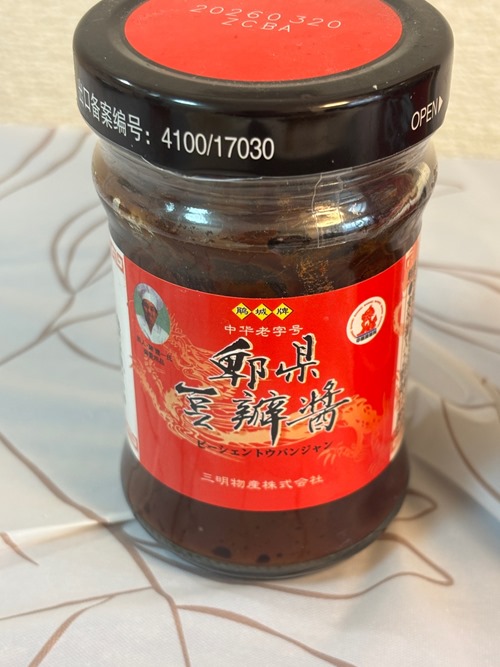 20260320
ZCBA
出口备案编号：4100/17030
OPEN▶
鹃城牌
中华老字号
郫県
豆瓣醬
ピーシェントウバンジャン
三明物産株式会社